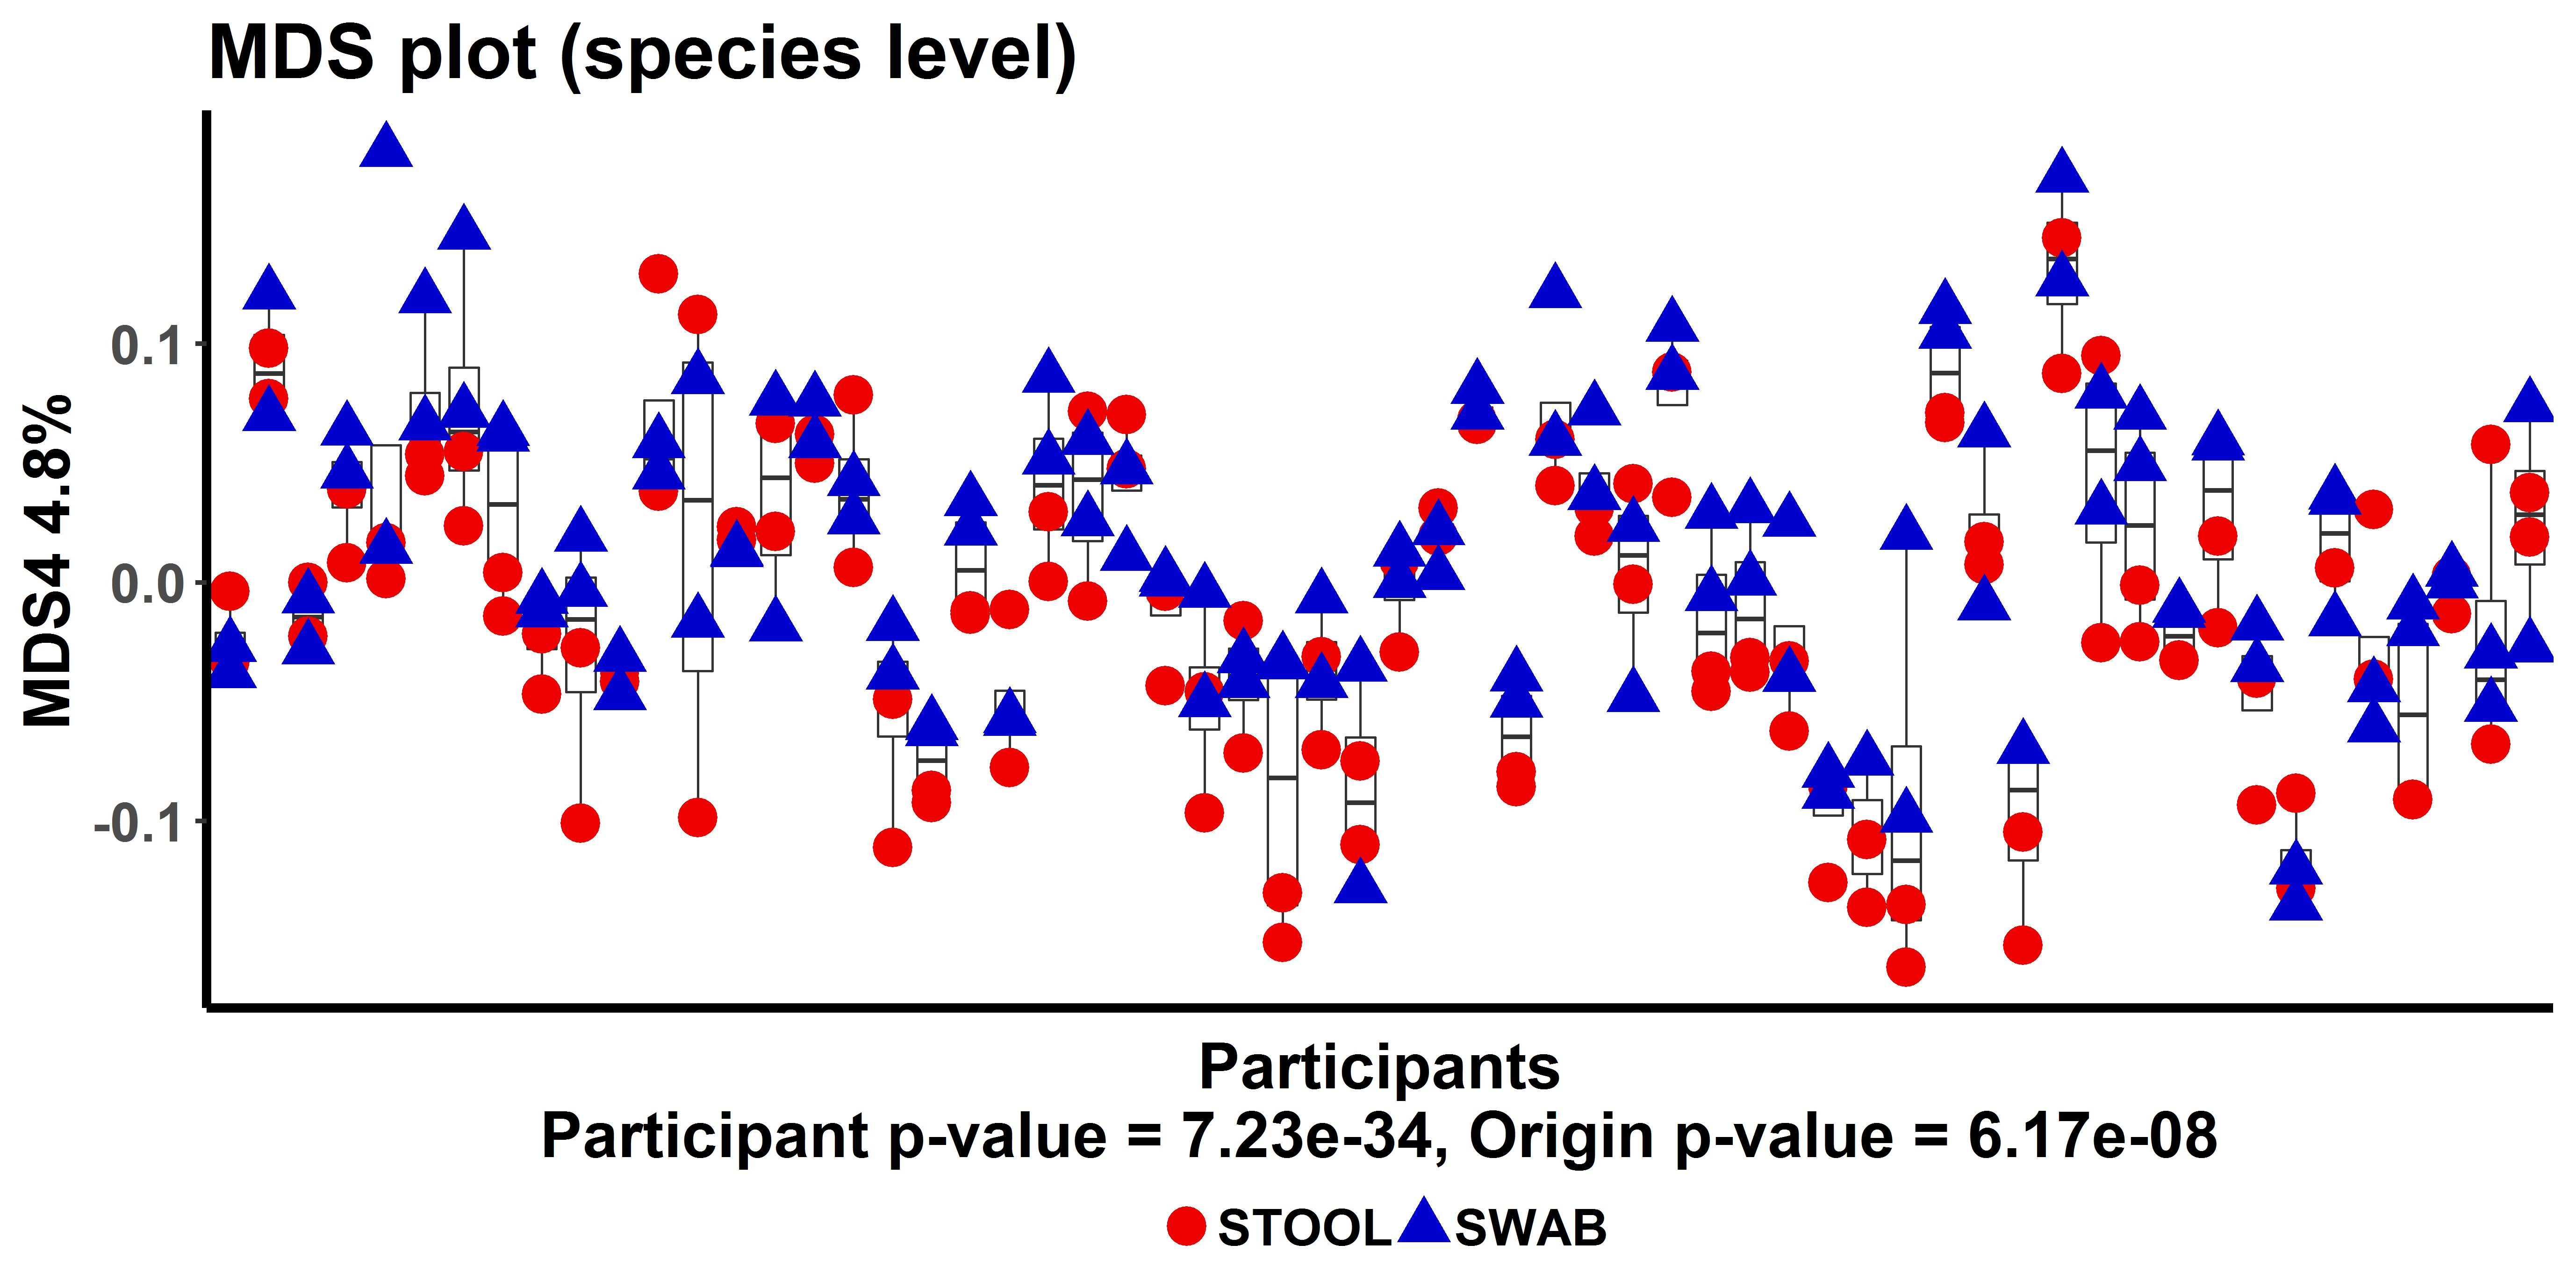 MDS plot (species level)
MDS4 4.8%
0.1
0.0
-0.1
Participants
Participant p-value = 7.23e-34, Origin p-value = 6.17e-08
STOOL SWAB